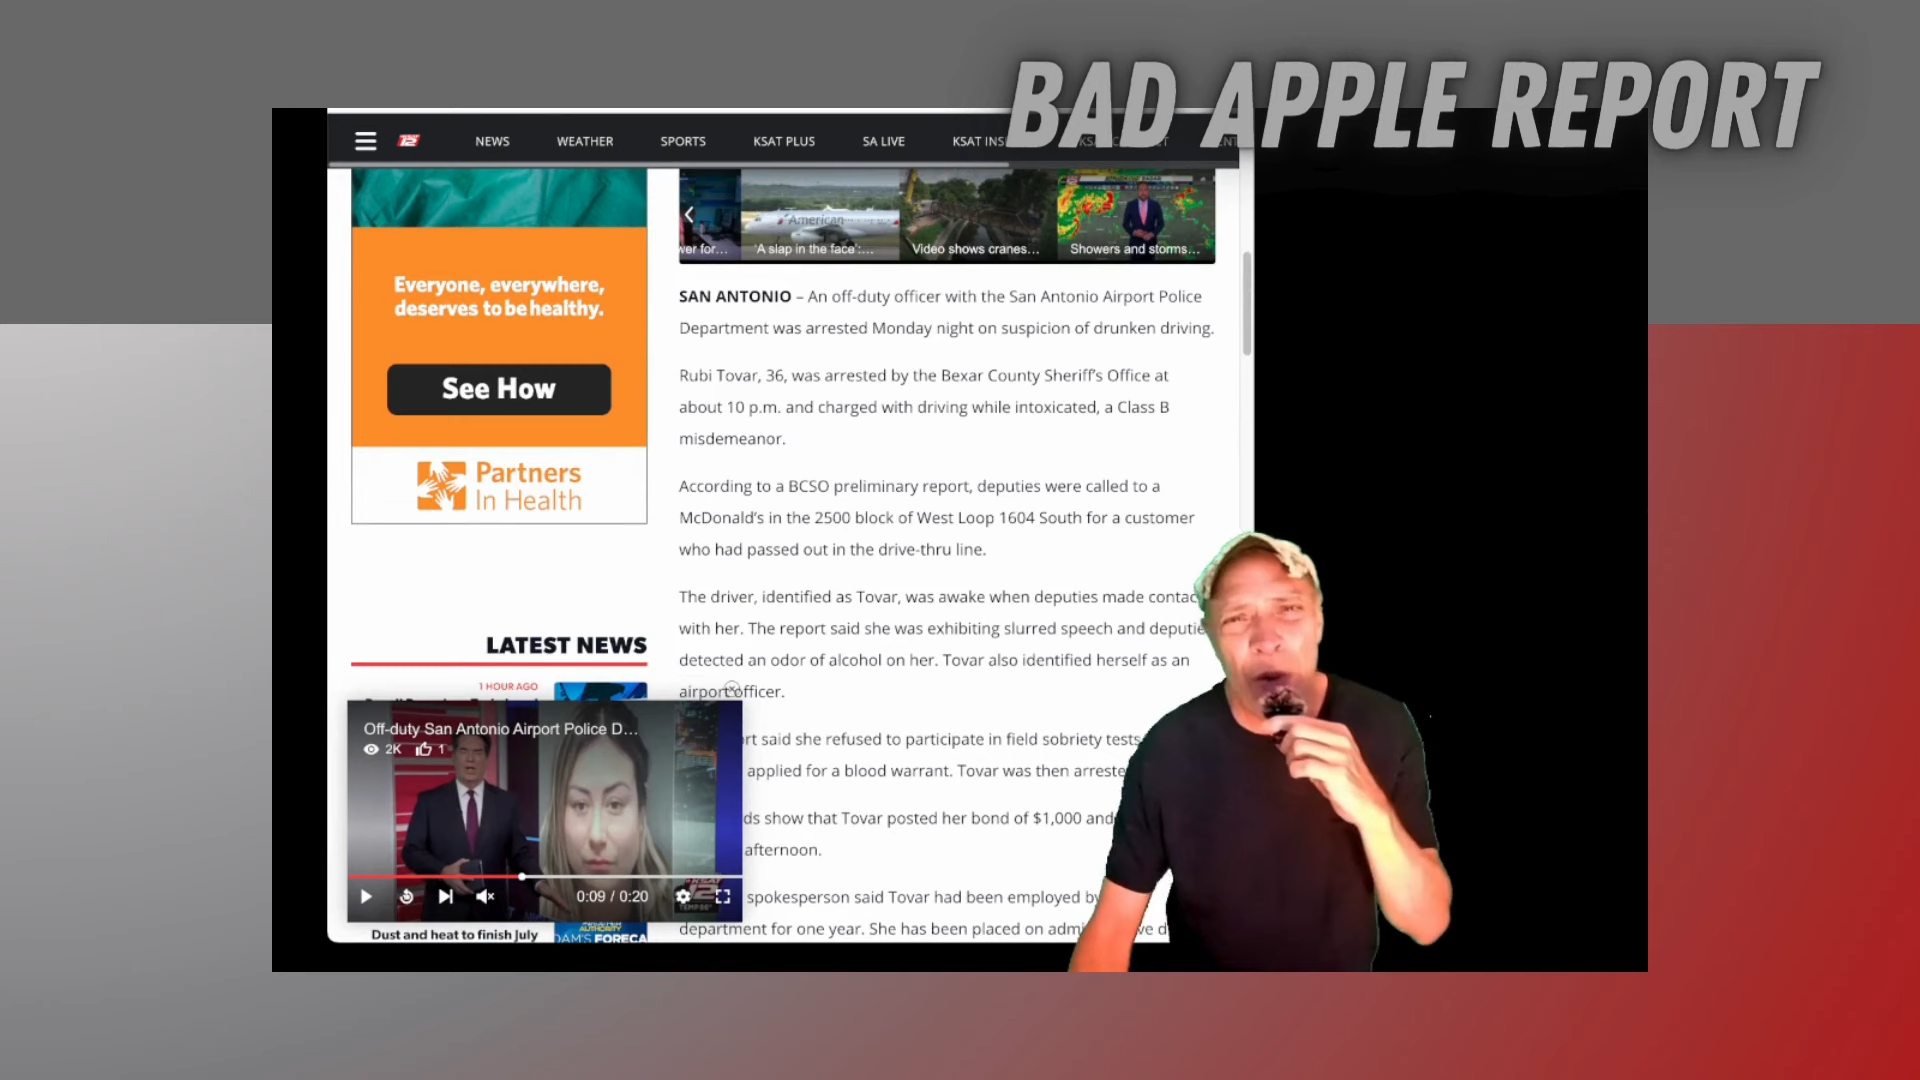 BAD APPLE REPORT
12
NEWS
WEATHER
SPORTS
KSAT PLUS
SA LIVE
KSAT
American
for...
'A slap in the face':...
Video shows cranes...
Showers and storms...
Everyone, everywhere,
deserves to be healthy.
See How
Partners
In Health
SAN ANTONIO – An off-duty officer with the San Antonio Airport Police
Department was arrested Monday night on suspicion of drunken driving.
Rubi Tovar, 36, was arrested by the Bexar County Sheriff's Office at
about 10 p.m. and charged with driving while intoxicated, a Class B
misdemeanor.
According to a BCSO preliminary report, deputies were called to a
McDonald's in the 2500 block of West Loop 1604 South for a customer
who had passed out in the drive-thru line.
The driver, identified as Tovar, was awake when deputies made contac
with her. The report said she was exhibiting slurred speech and deputie
detected an odor of alcohol on her. Tovar also identified herself as an
airport officer.
rt said she refused to participate in field sobriety tests
applied for a blood warrant. Tovar was then arreste
ds show that Tovar posted her bond of $1,000 and
afternoon.
spokesperson said Tovar had been employed by
department for one year. She has been placed on
LATEST NEWS
1 HOUR AGO
Off-duty San Antonio Airport Police D...
2K 1
0:09 / 0:20
KSAT
12
AUTHORITY
Dust and heat to finish July
ADAM'S FORECA